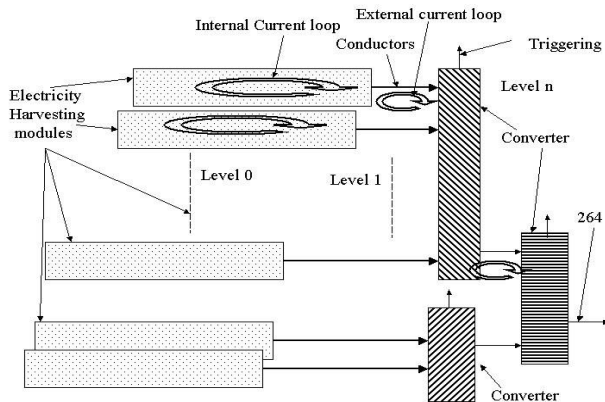 External current loop
Internal Current loop
Conductors
Triggering
Level n
Electricity
Harvesting
modules
Converter
Level 0
Level 1
264
Converter